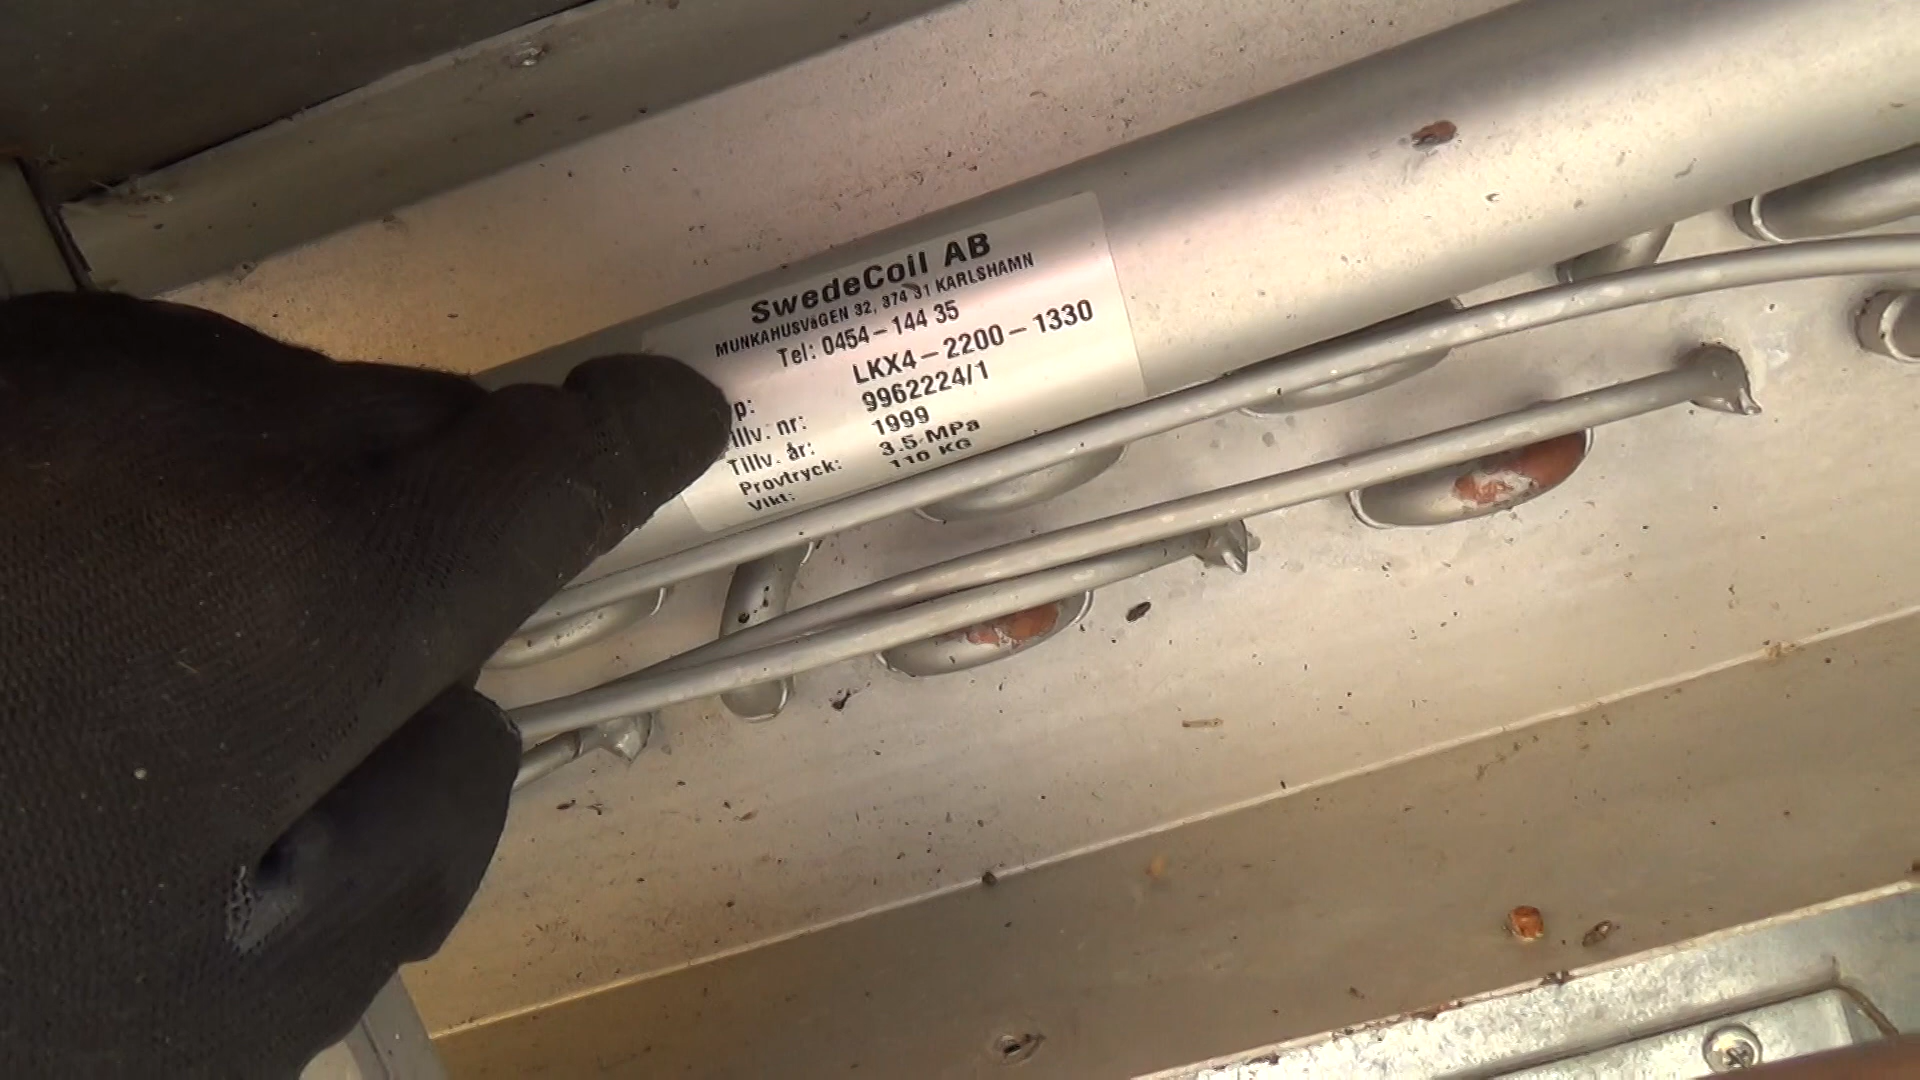 SwedeCoil AB
MUNKAHUSVäGEN 32, 374 31 KARLSHAMN
Tel: 0454-144 35
p: LKX4-2200-1330
illv. nr: 9962224/1
Tillv. år: 1999
Provtryck: 3.5 MPa
Vikt: 110 KG